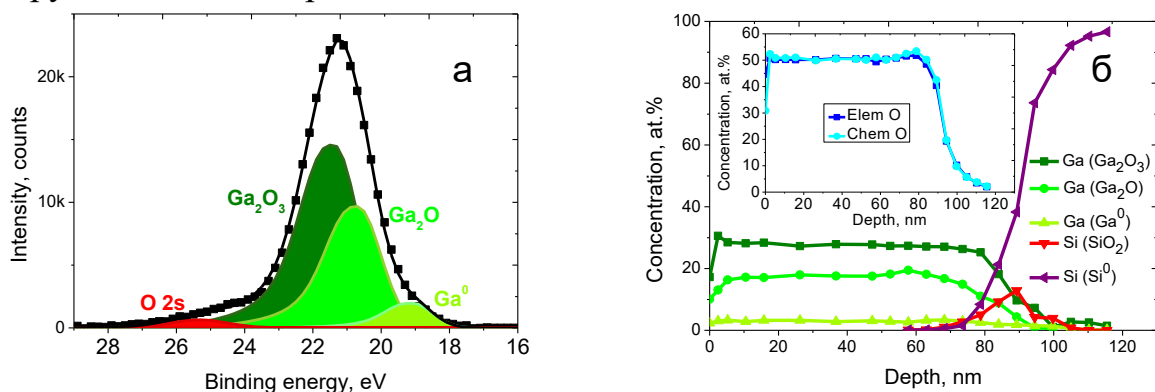 ру
a
20k
10k
0
28
26
24
22
20
18
16
Intensity, counts
Binding energy, eV
Ga₂O₃
Ga₂O
Ga⁰
O 2s
б
100
80
60
40
20
0
0
20
40
60
80
100
120
140
Concentration, at.%
Depth, nm
60
50
40
30
20
10
0
0
20
40
60
80
100
120
Concentration, at.%
Depth, nm
Elem O
Chem O
Ga (Ga₂O₃)
Ga (Ga₂O)
Ga (Ga⁰)
Si (SiO₂)
Si (Si⁰)